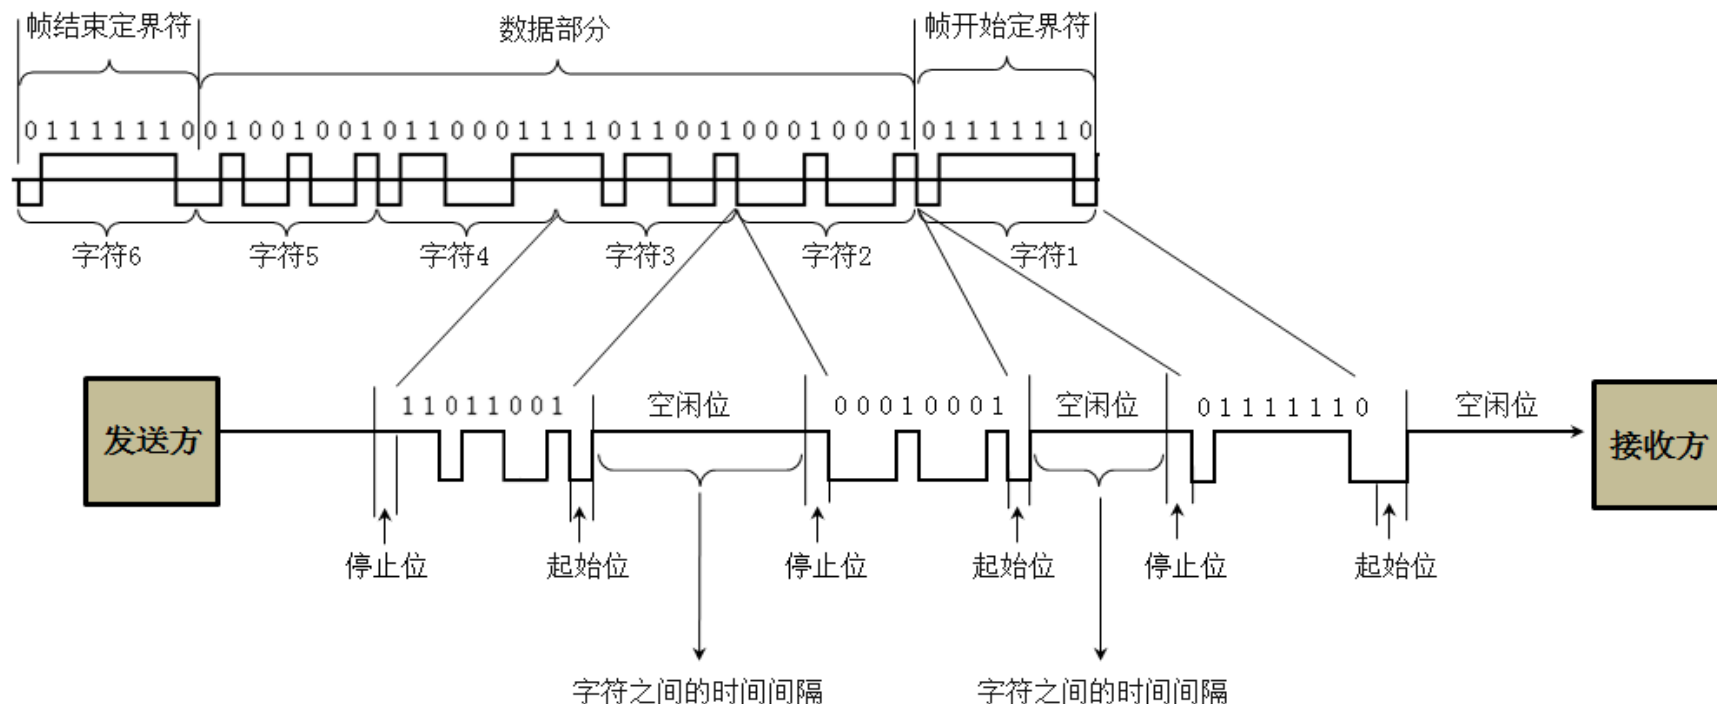 帧结束定界符 数据部分 帧开始定界符
0 1 1 1 1 1 1 0 0 1 0 0 1 0 0 1 0 1 1 0 0 0 1 1 1 1 0 1 1 0 0 1 0 0 0 1 0 0 0 1 0 1 1 1 1 1 1 0
字符6 字符5 字符4 字符3 字符2 字符1
1 1 0 1 1 0 0 1 空闲位 0 0 0 1 0 0 0 1 空闲位 0 1 1 1 1 1 1 0 空闲位
发送方 接收方
停止位 起始位 停止位 起始位 停止位 起始位
字符之间的时间间隔 字符之间的时间间隔